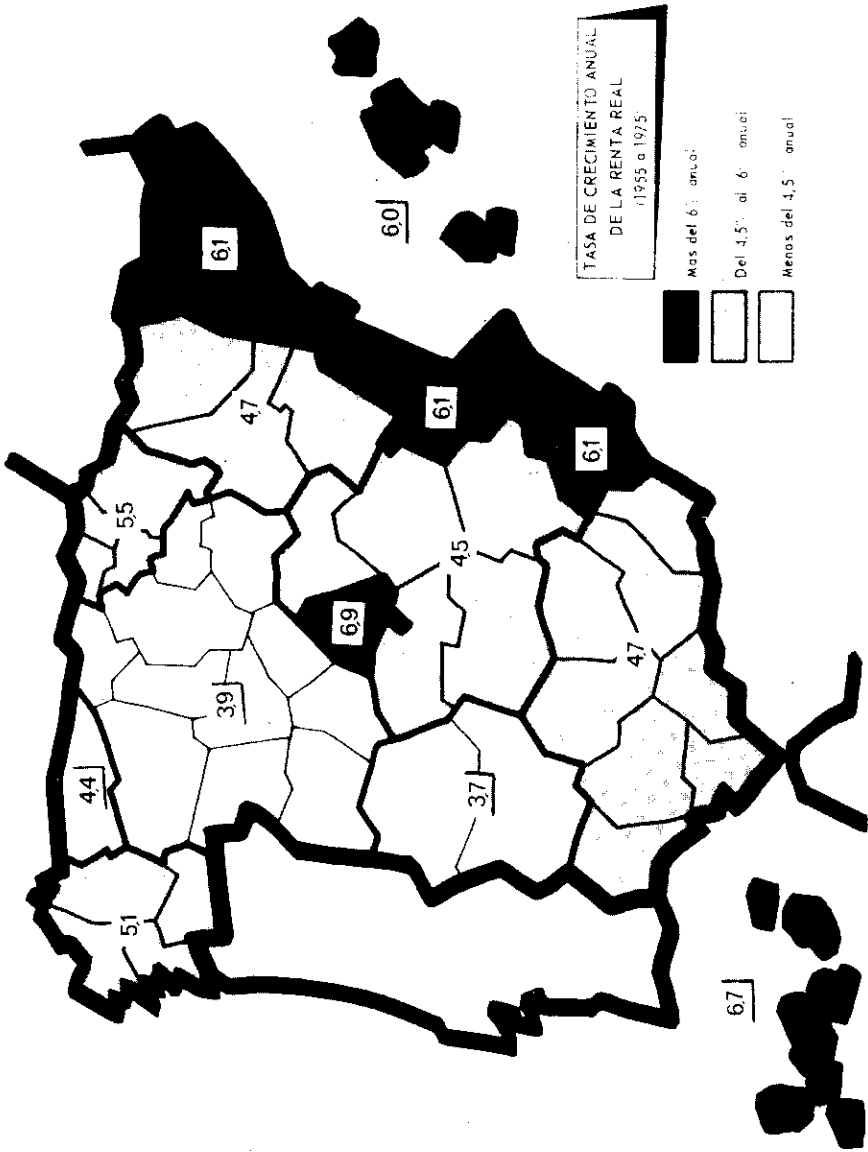 TASA DE CRECIMIENTO ANUAL
DE LA RENTA REAL
(1955 a 1975)
Mas del 6% anual
Del 4,5% al 6% anual
Menos del 4,5% anual
5,1
4,4
3,9
5,5
4,7
6,1
6,0
6,9
6,1
4,5
3,7
6,1
4,7
6,7